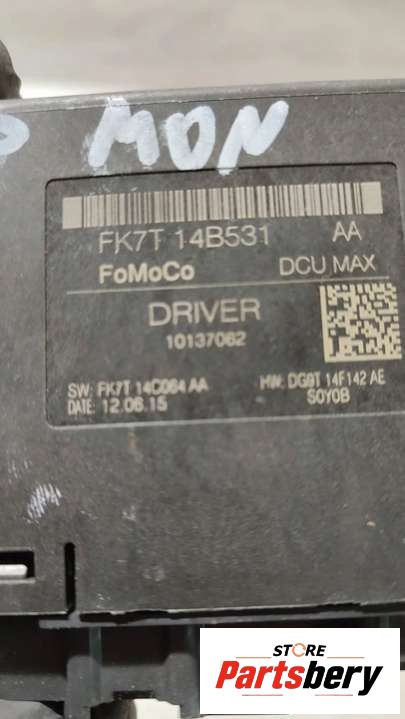 MON
FK7T 14B531 AA
FoMoCo DCU MAX
DRIVER
10137062
SW: FK7T 14C064 AA HW: DG9T 14F142 AE
DATE: 12.06.15 S0Y0B
STORE
Partsbery